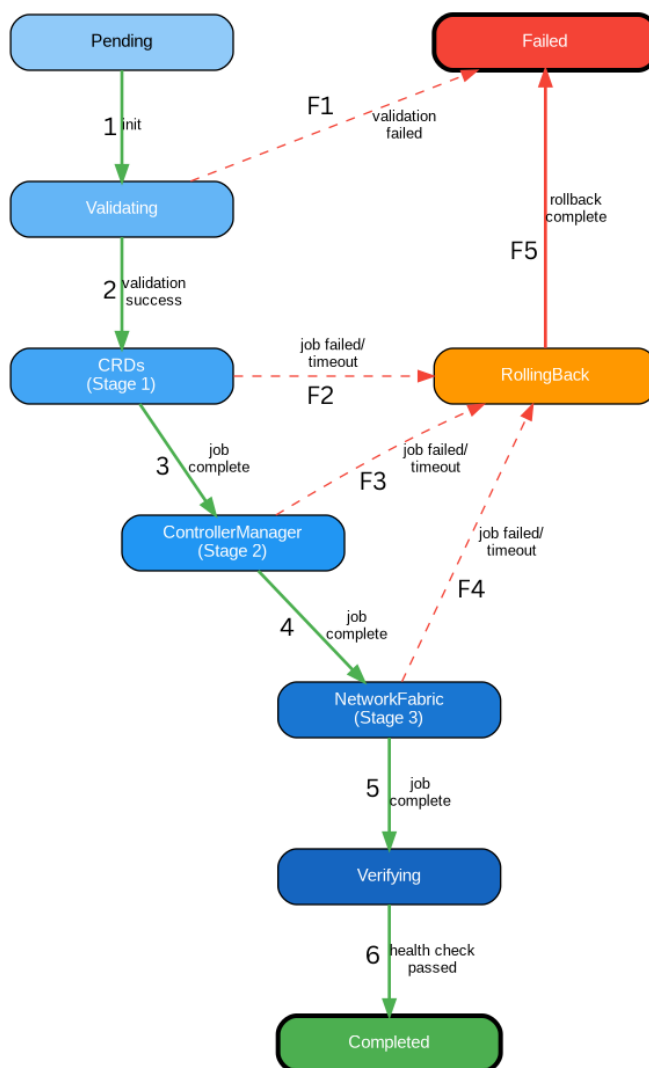 Pending
Failed
1 init
F1
validation
failed
Validating
rollback
complete
F5
2 validation
success
CRDs
(Stage 1)
job failed/
timeout
F2
RollingBack
3 job
complete
F3 job failed/
timeout
ControllerManager
(Stage 2)
job failed/
timeout
F4
4 job
complete
NetworkFabric
(Stage 3)
5 job
complete
Verifying
6 health check
passed
Completed